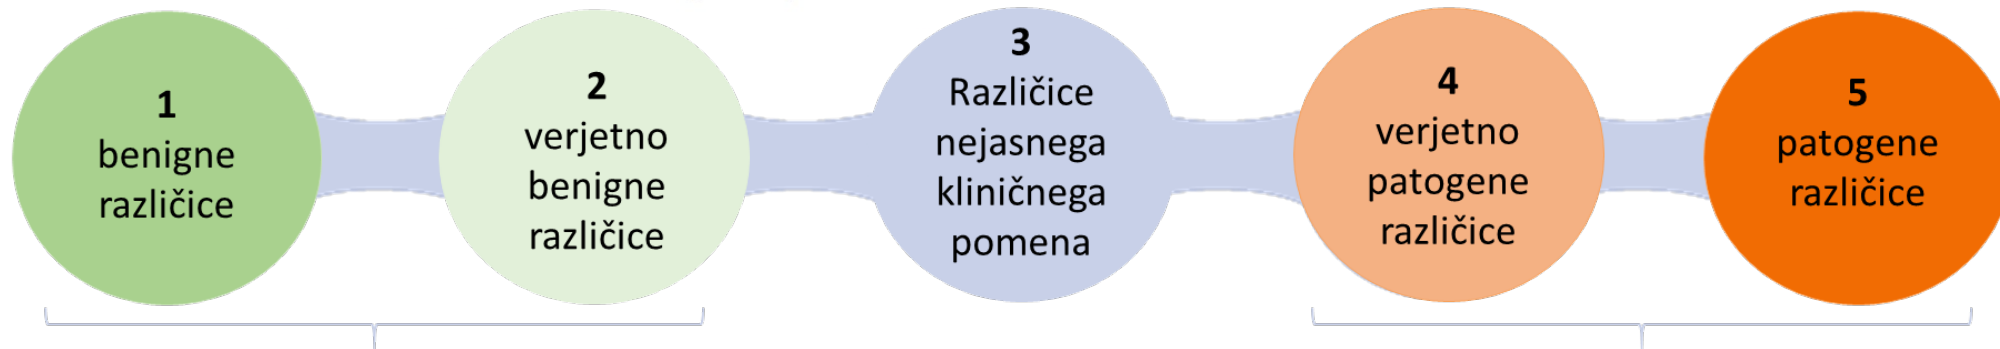 1
benigne
različice
2
verjetno
benigne
različice
3
Različice
nejasnega
kliničnega
pomena
4
verjetno
patogene
različice
5
patogene
različice